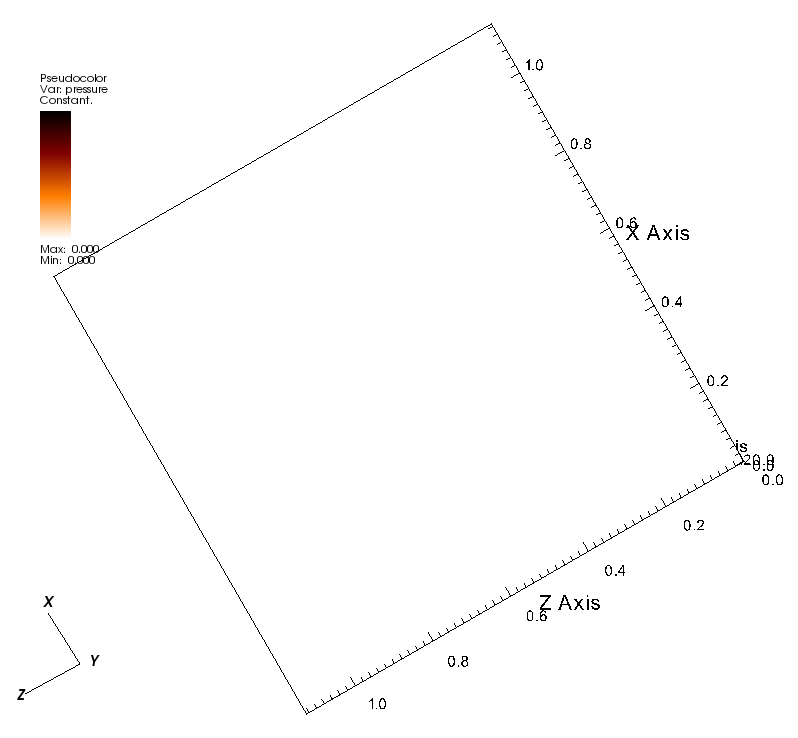 Pseudocolor
Var: pressure
Constant.
Max: 0.000
Min: 0.000
1.0
0.8
0.6
X Axis
0.4
0.2
is
0.0
0.0
0.2
0.4
Z Axis
0.6
0.8
1.0
X
Y
Z